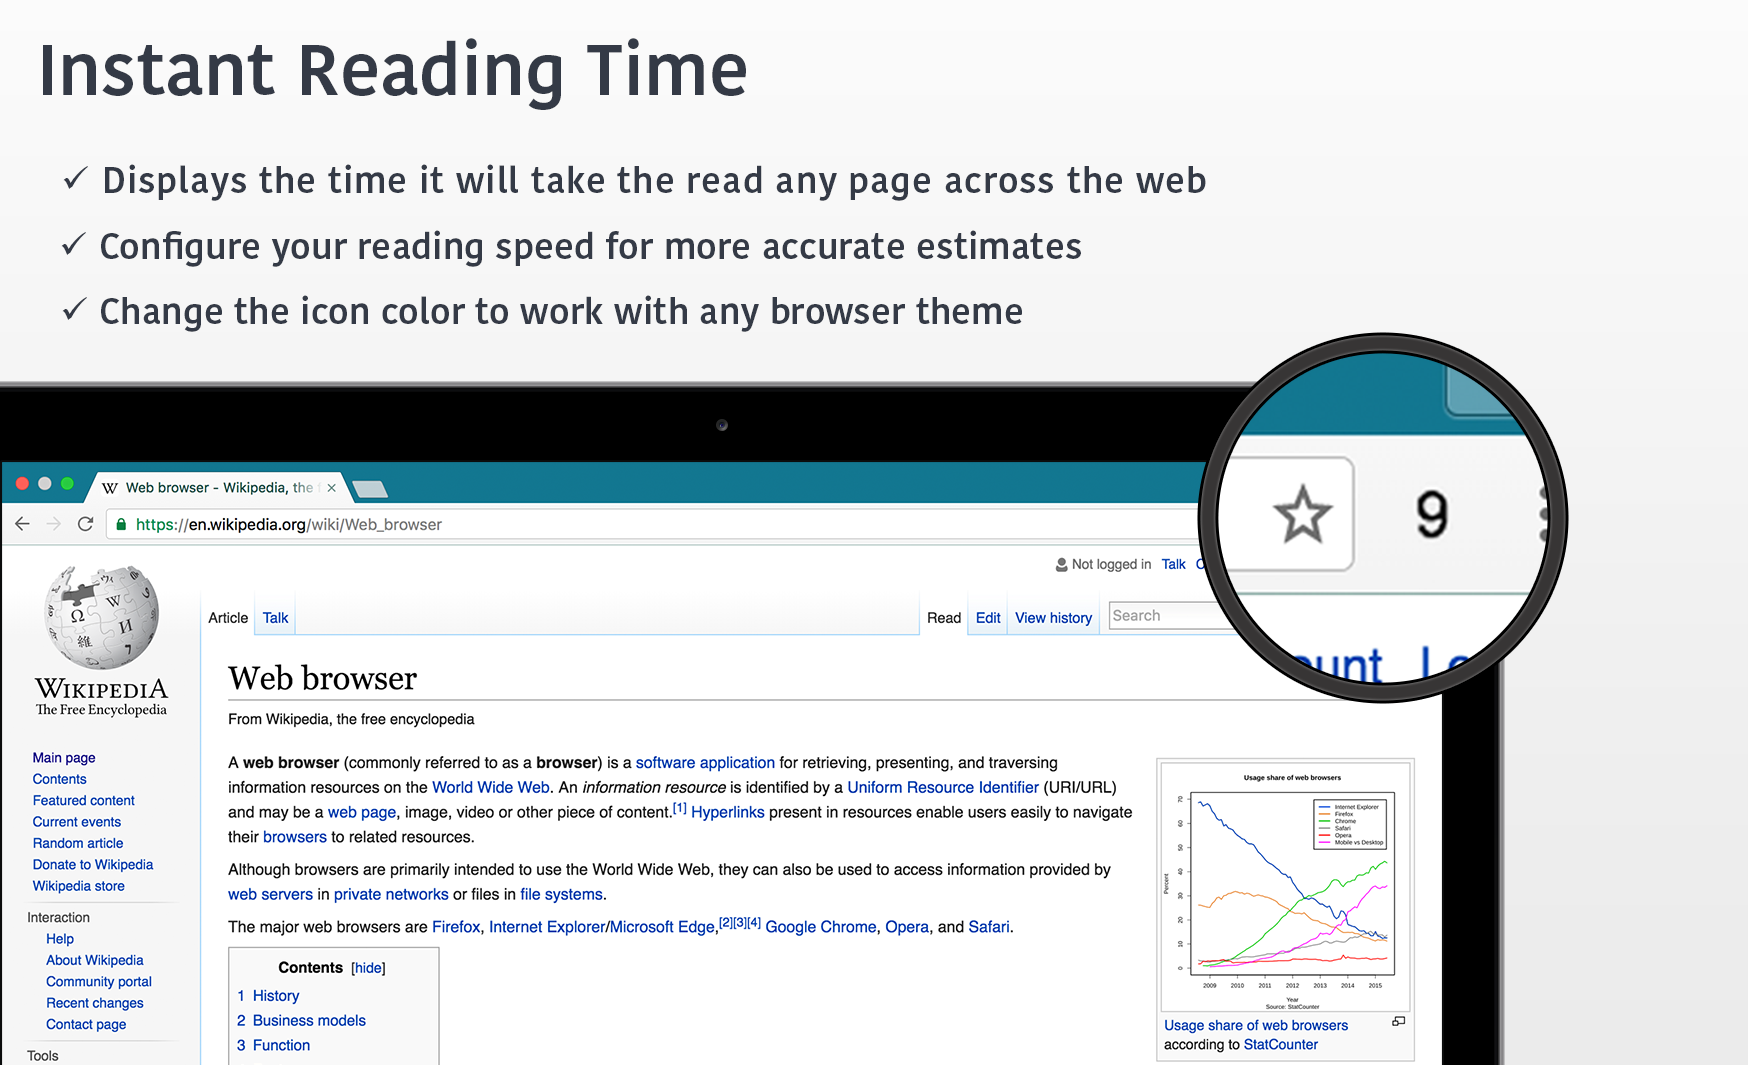 Instant Reading Time
✓ Displays the time it will take the read any page across the web
✓ Configure your reading speed for more accurate estimates
✓ Change the icon color to work with any browser theme
W Web browser - Wikipedia, the
https://en.wikipedia.org/wiki/Web_browser
9
Not logged in Talk
ount
Article Talk
Read Edit View history Search
Web browser
From Wikipedia, the free encyclopedia
WIKIPEDIA
The Free Encyclopedia
Main page
Contents
Featured content
Current events
Random article
Donate to Wikipedia
Wikipedia store
Interaction
Help
About Wikipedia
Community portal
Recent changes
Contact page
Tools
A web browser (commonly referred to as a browser) is a software application for retrieving, presenting, and traversing
information resources on the World Wide Web. An information resource is identified by a Uniform Resource Identifier (URI/URL)
and may be a web page, image, video or other piece of content.[1] Hyperlinks present in resources enable users easily to navigate
their browsers to related resources.
Although browsers are primarily intended to use the World Wide Web, they can also be used to access information provided by
web servers in private networks or files in file systems.
The major web browsers are Firefox, Internet Explorer/Microsoft Edge,[2][3][4] Google Chrome, Opera, and Safari.
Contents [hide]
1 History
2 Business models
3 Function
Usage share of web browsers
Internet Explorer
Firefox
Chrome
Safari
Opera
Mobile vs Desktop
Percent
70
60
50
40
30
20
10
0
2009 2010 2011 2012 2013 2014 2015
Year
Source: StatCounter
Usage share of web browsers
according to StatCounter